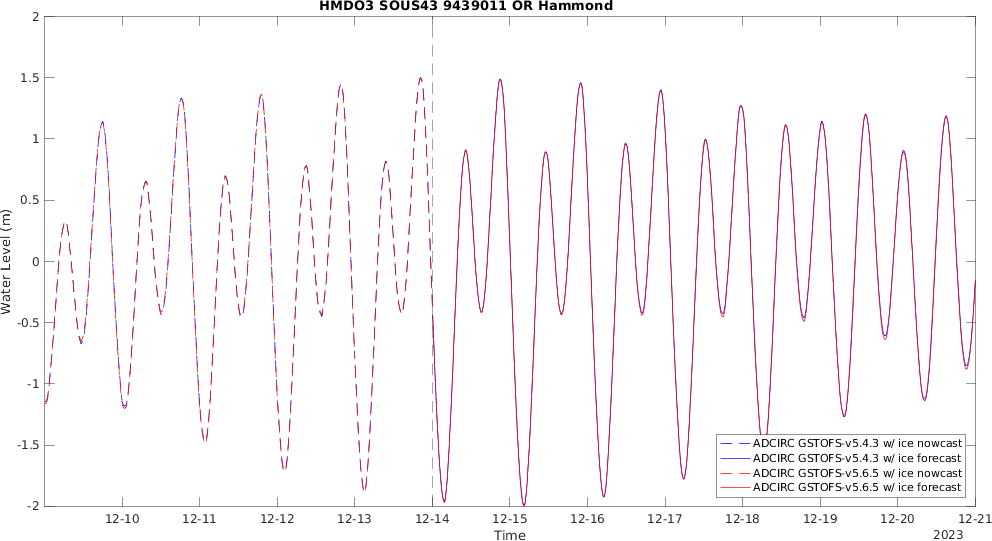 HMDO3 SOUS43 9439011 OR Hammond
2
1.5
1
0.5
0
-0.5
-1
-1.5
-2
Water Level (m)
12-10 12-11 12-12 12-13 12-14 12-15 12-16 12-17 12-18 12-19 12-20 12-21
Time
2023
ADCIRC GSTOFS-v5.4.3 w/ ice nowcast
ADCIRC GSTOFS-v5.4.3 w/ ice forecast
ADCIRC GSTOFS-v5.6.5 w/ ice nowcast
ADCIRC GSTOFS-v5.6.5 w/ ice forecast